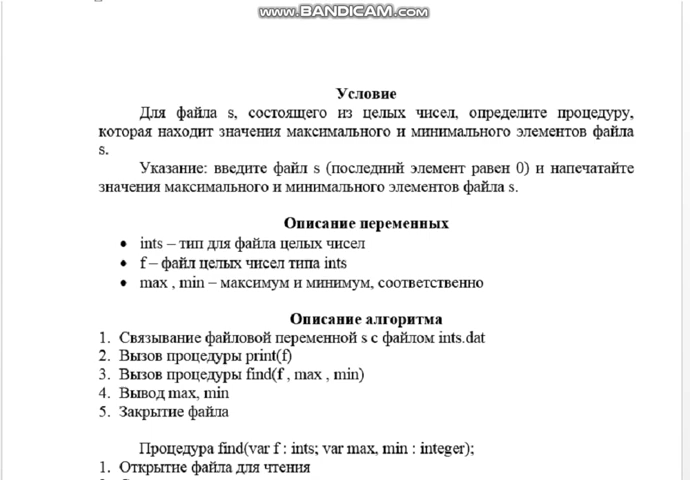 www.BANDICAM.com
Условие
Для файла s, состоящего из целых чисел, определите процедуру,
которая находит значения максимального и минимального элементов файла
s.
Указание: введите файл s (последний элемент равен 0) и напечатайте
значения максимального и минимального элементов файла s.
Описание переменных
• ints – тип для файла целых чисел
• f – файл целых чисел типа ints
• max , min – максимум и минимум, соответственно
Описание алгоритма
1. Связывание файловой переменной s с файлом ints.dat
2. Вызов процедуры print(f)
3. Вызов процедуры find(f , max , min)
4. Вывод max, min
5. Закрытие файла
Процедура find(var f : ints; var max, min : integer);
1. Открытие файла для чтения